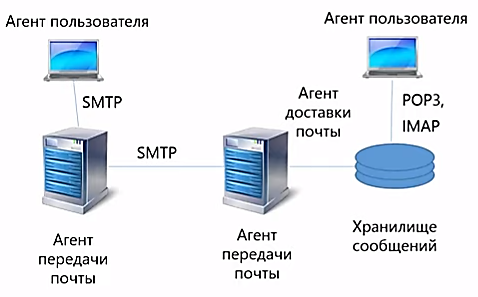 Агент пользователя
Агент пользователя
SMTP
Агент
доставки
почты
POP3,
IMAP
SMTP
Агент
передачи
почты
Агент
передачи
почты
Хранилище
сообщений